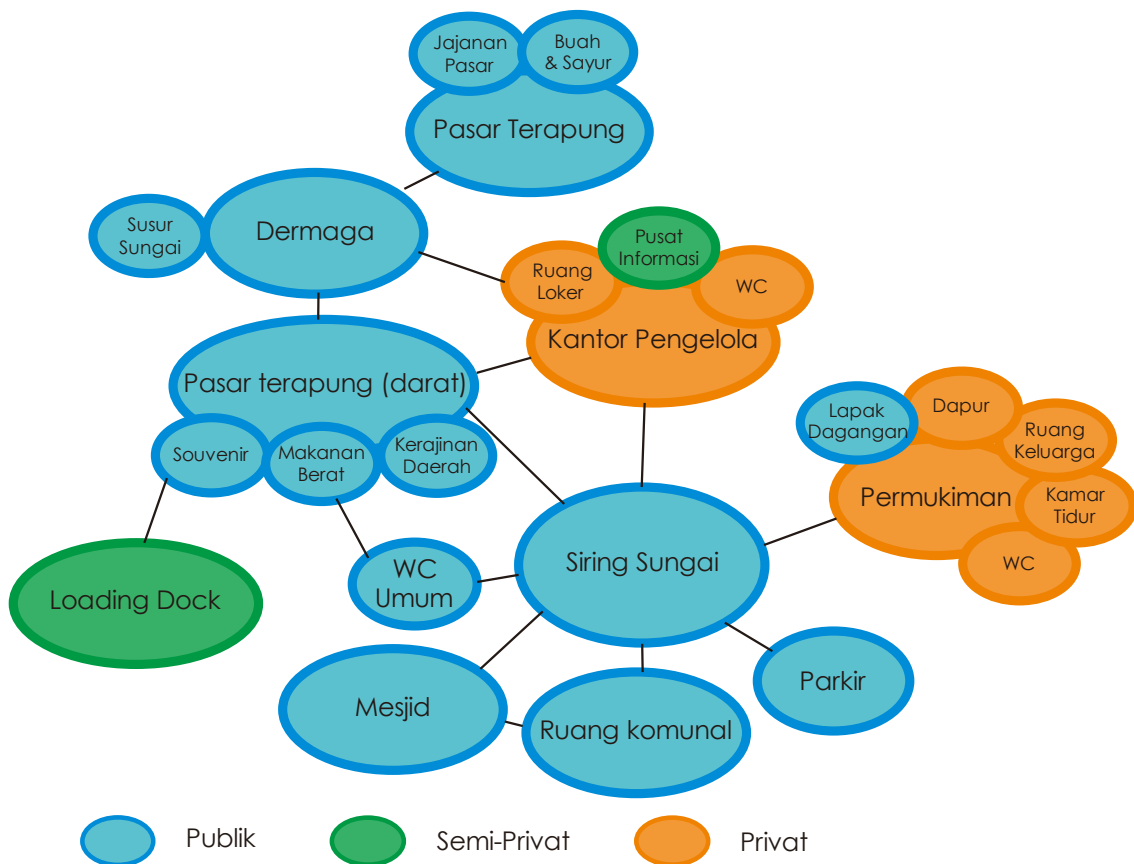 Jajanan
Pasar
Buah
& Sayur
Pasar Terapung
Susur
Sungai
Dermaga
Pusat
Informasi
Ruang
Loker
WC
Kantor Pengelola
Pasar terapung (darat)
Souvenir
Makanan
Berat
Kerajinan
Daerah
Lapak
Dagangan
Dapur
Ruang
Keluarga
Permukiman
Kamar
Tidur
WC
Siring Sungai
WC
Umum
Loading Dock
Mesjid
Ruang komunal
Parkir
Publik
Semi-Privat
Privat